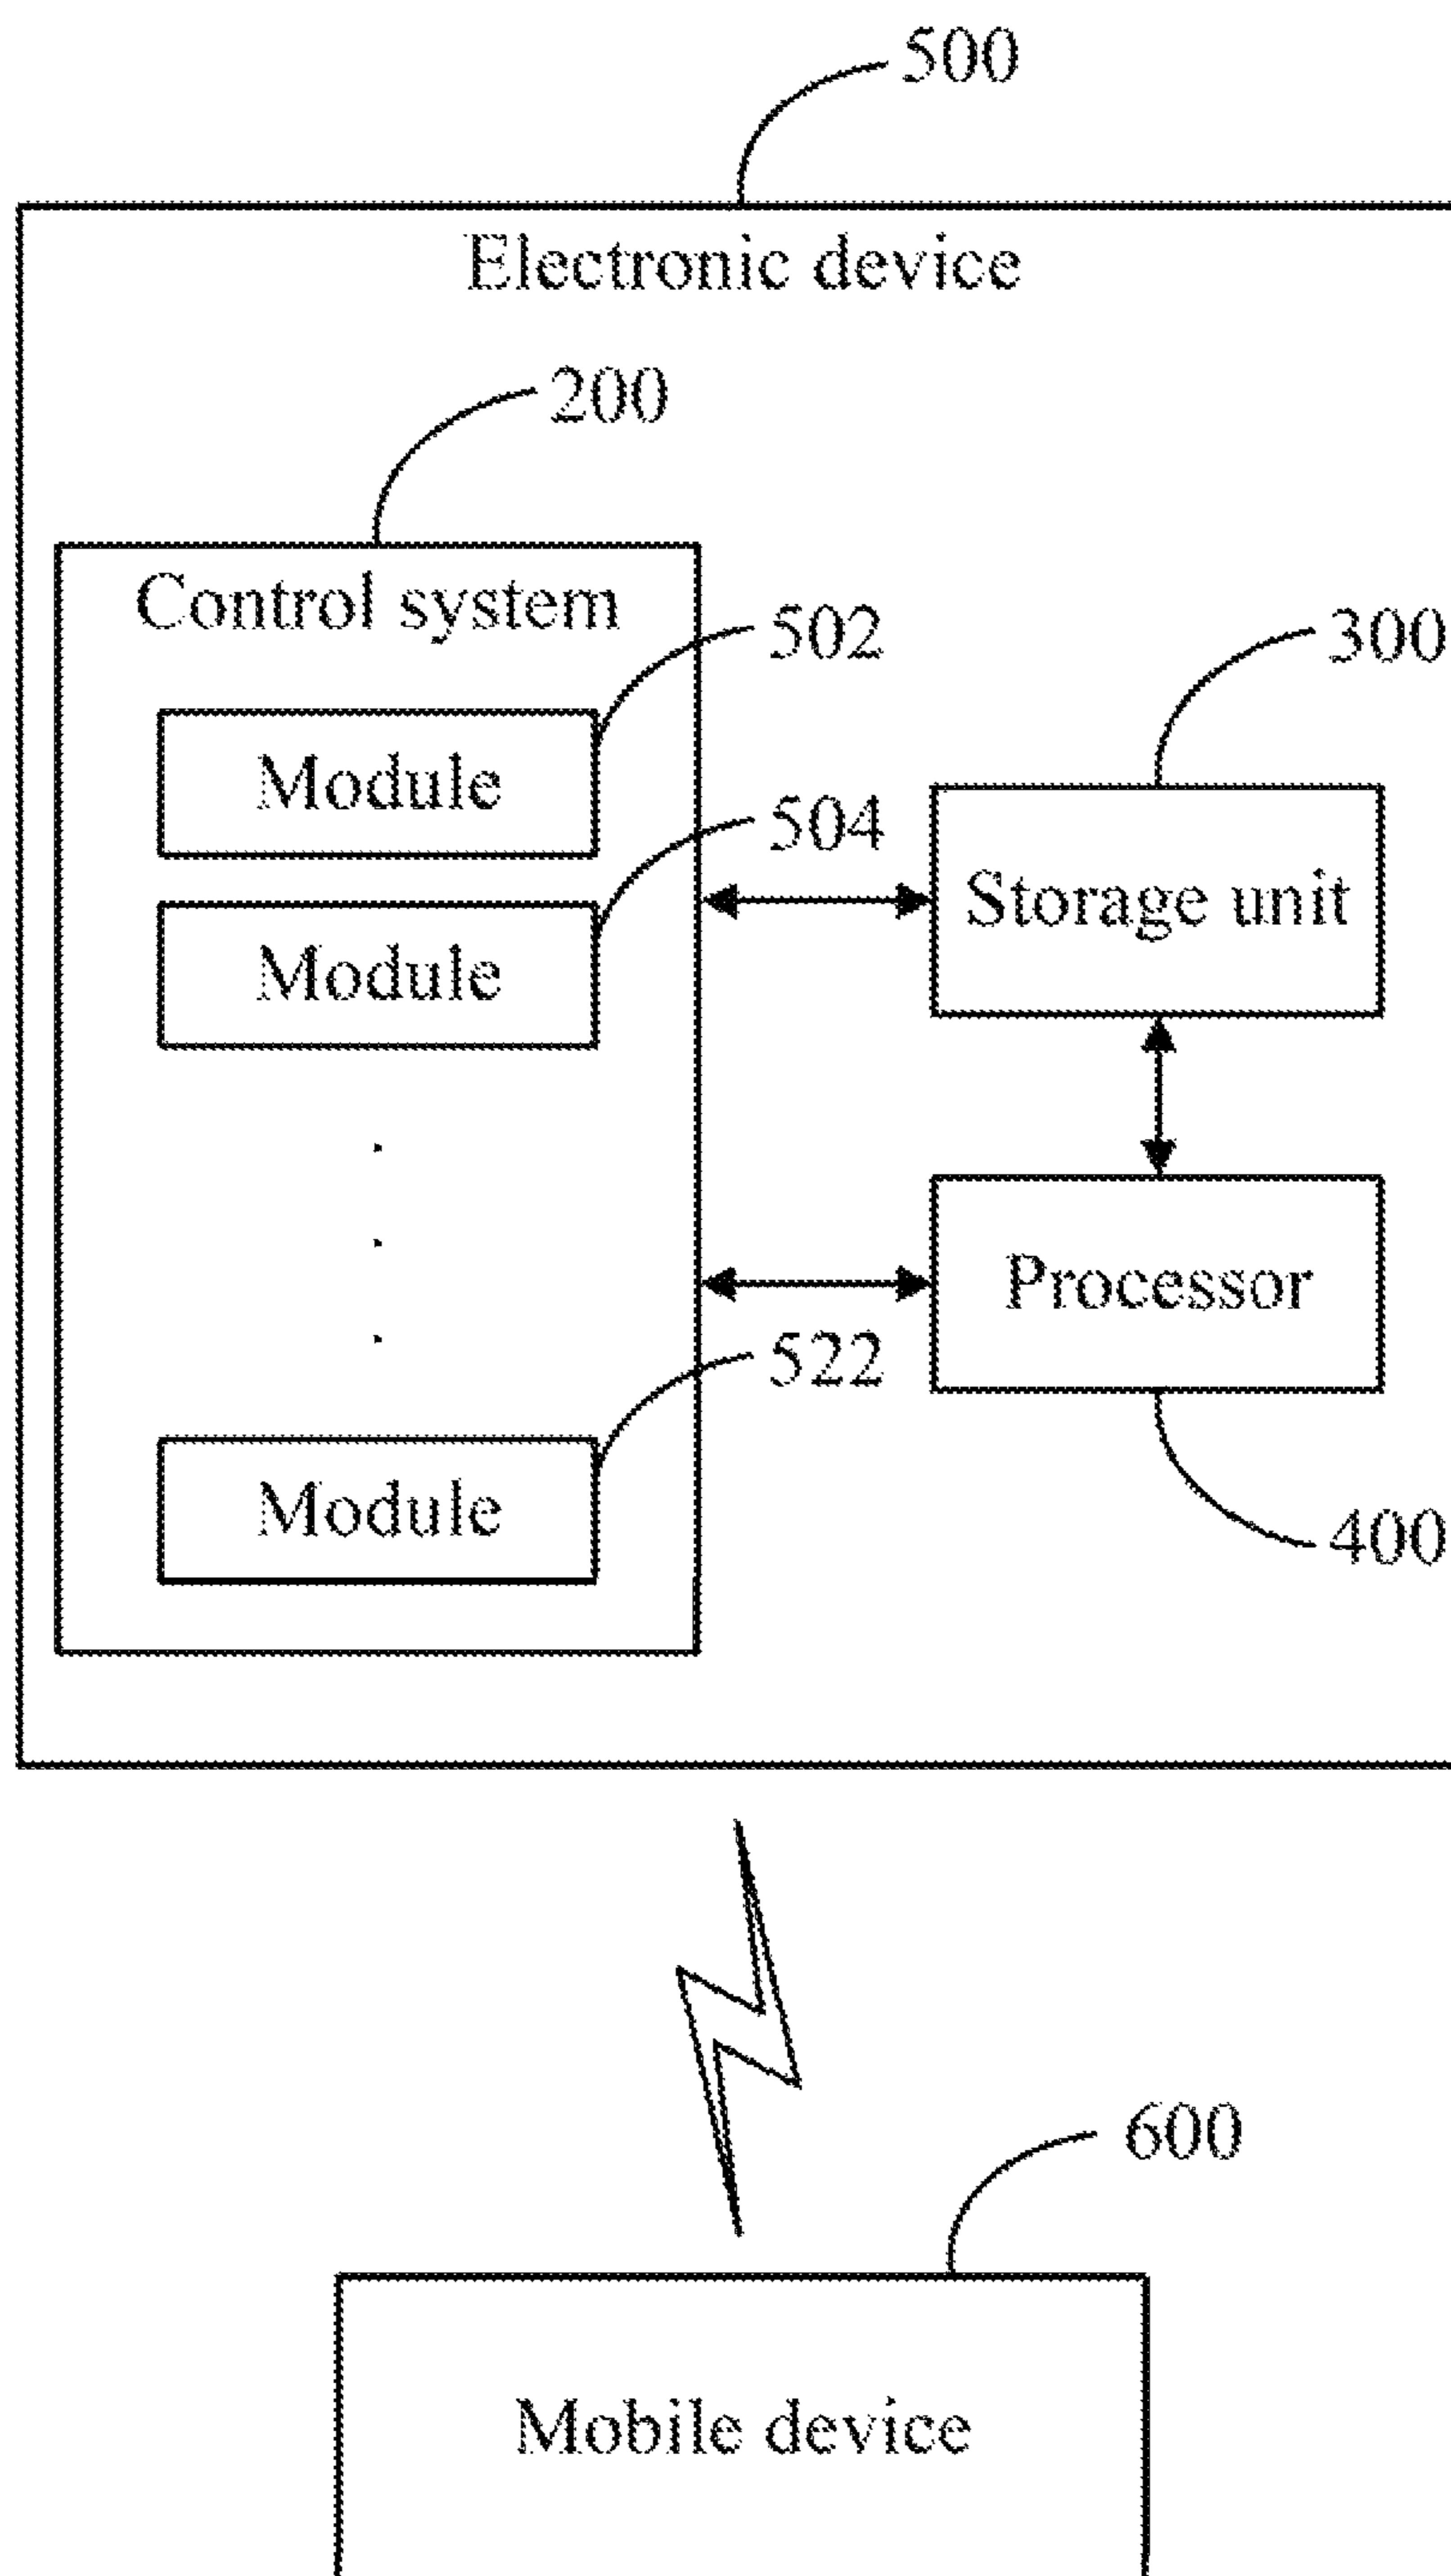 500
Electronic device
200
Control system
502
300
Module
504
Storage unit
Module
Processor
522
Module
400
600
Mobile device